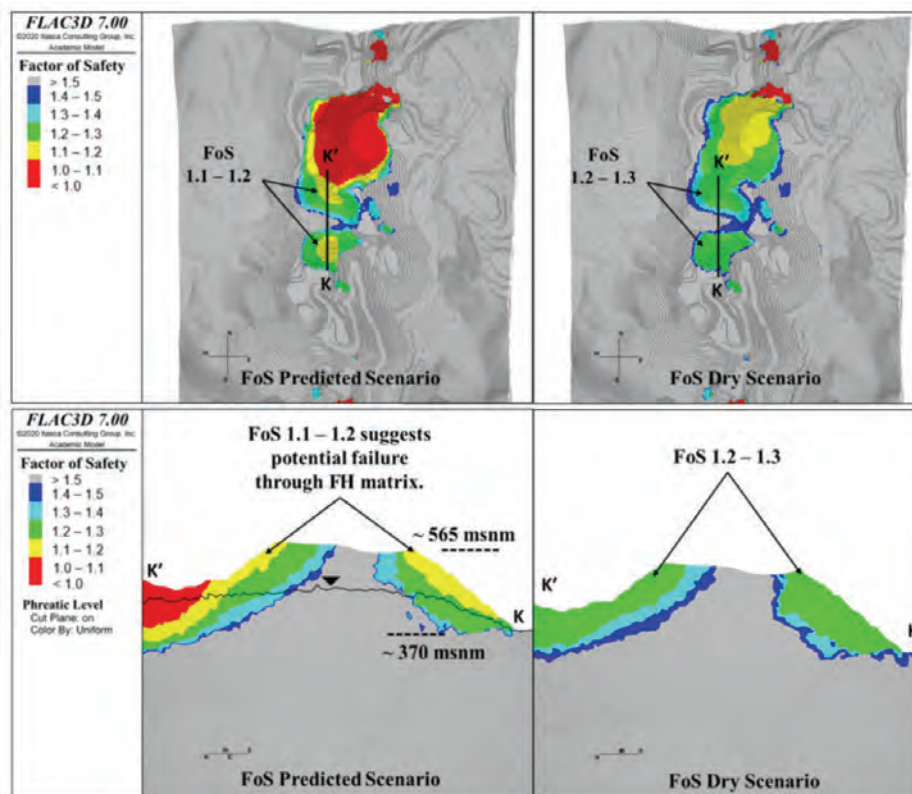 FLAC3D 7.00
©2020 Itasca Consulting Group, Inc.
Academic Model
Factor of Safety
> 1.5
1.4 – 1.5
1.3 – 1.4
1.2 – 1.3
1.1 – 1.2
1.0 – 1.1
< 1.0
FoS
1.1 – 1.2
K'
K
FoS Predicted Scenario
FoS
1.2 – 1.3
K'
K
FoS Dry Scenario
FLAC3D 7.00
©2020 Itasca Consulting Group, Inc.
Academic Model
Factor of Safety
> 1.5
1.4 – 1.5
1.3 – 1.4
1.2 – 1.3
1.1 – 1.2
1.0 – 1.1
< 1.0
Phreatic Level
Cut Plane: on
Color By: Uniform
FoS 1.1 – 1.2 suggests
potential failure
through FH matrix.
~ 565 msnm
K'
K
~ 370 msnm
FoS Predicted Scenario
FoS 1.2 – 1.3
K'
K
FoS Dry Scenario